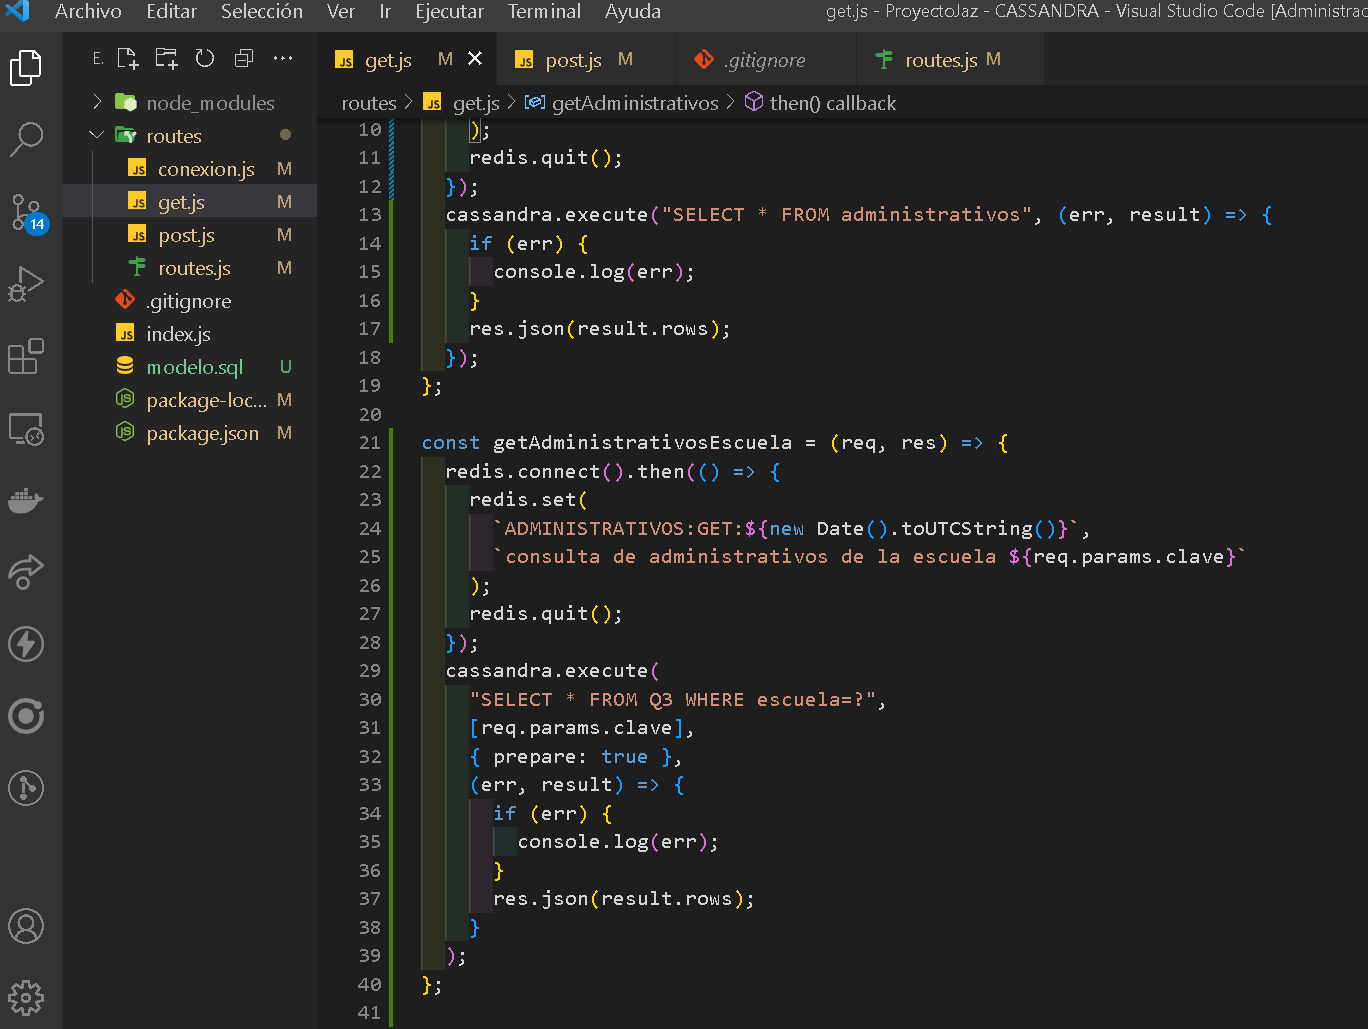 Archivo Editar Selección Ver Ir Ejecutar Terminal Ayuda get.js - ProyectoJaz - CASSANDRA - Visual Studio Code [Administrac
E. ...
get.js M
post.js M
.gitignore
routes.js M
routes > JS get.js > getAdministrativos > then() callback
node_modules
routes
JS conexion.js M
JS get.js M
JS post.js M
routes.js M
.gitignore
JS index.js
modelo.sql U
package-loc... M
package.json M
14
10 );
11 redis.quit();
12 });
13 cassandra.execute("SELECT * FROM administrativos", (err, result) => {
14 if (err) {
15 console.log(err);
16 }
17 res.json(result.rows);
18 });
19 };
20
21 const getAdministrativosEscuela = (req, res) => {
22 redis.connect().then(() => {
23 redis.set(
24 `ADMINISTRATIVOS:GET:${new Date().toUTCString()}`,
25 `consulta de administrativos de la escuela ${req.params.clave}`
26 );
27 redis.quit();
28 });
29 cassandra.execute(
30 "SELECT * FROM Q3 WHERE escuela=?",
31 [req.params.clave],
32 { prepare: true },
33 (err, result) => {
34 if (err) {
35 console.log(err);
36 }
37 res.json(result.rows);
38 }
39 );
40 };
41